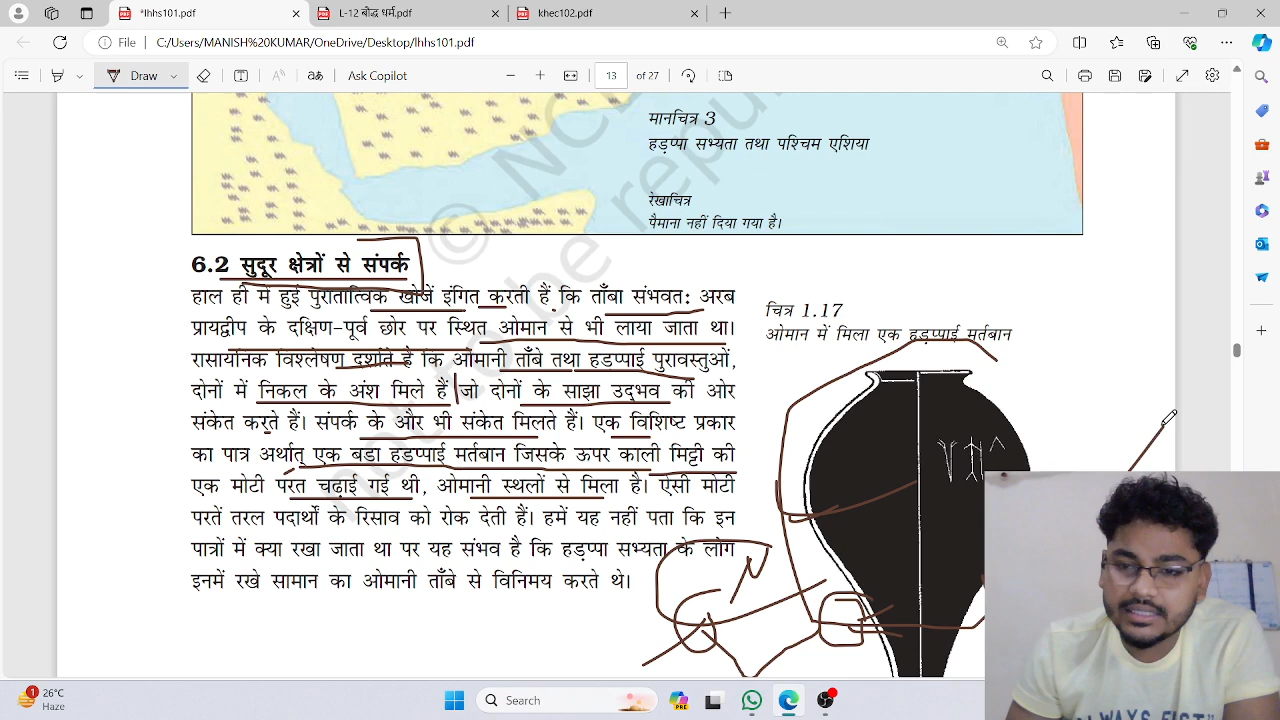 *lhhs101.pdf
L-12 बौद्ध धर्म.pdf
khec102.pdf
File
C:/Users/MANISH%20KUMAR/OneDrive/Desktop/lhhs101.pdf
Draw
Ask Copilot
13 of 27
मानचित्र 3
हड़प्पा सभ्यता तथा पश्चिम एशिया
रेखाचित्र
पैमाना नहीं दिया गया है।
6.2 सुदूर क्षेत्रों से संपर्क
हाल ही में हुई पुरातात्विक खोजें इंगित करती हैं कि ताँबा संभवत: अरब
प्रायद्वीप के दक्षिण-पूर्व छोर पर स्थित ओमान से भी लाया जाता था।
रासायनिक विश्लेषण दर्शाते हैं कि ओमानी ताँबे तथा हडप्पाई पुरावस्तुओं,
दोनों में निकल के अंश मिले हैं जो दोनों के साझा उद्भव की ओर
संकेत करते हैं। संपर्क के और भी संकेत मिलते हैं। एक विशिष्ट प्रकार
का पात्र अर्थात् एक बडा हडप्पाई मर्तबान जिसके ऊपर काली मिट्टी की
एक मोटी परत चढ़ाई गई थी, ओमानी स्थलों से मिला है। ऐसी मोटी
परतें तरल पदार्थों के रिसाव को रोक देती हैं। हमें यह नहीं पता कि इन
पात्रों में क्या रखा जाता था पर यह संभव है कि हड़प्पा सभ्यता के लोग
इनमें रखे सामान का ओमानी ताँबे से विनिमय करते थे।
चित्र 1.17
ओमान में मिला एक हड़प्पाई मर्तबान
1
26°C
Haze
Search
ALWAYS